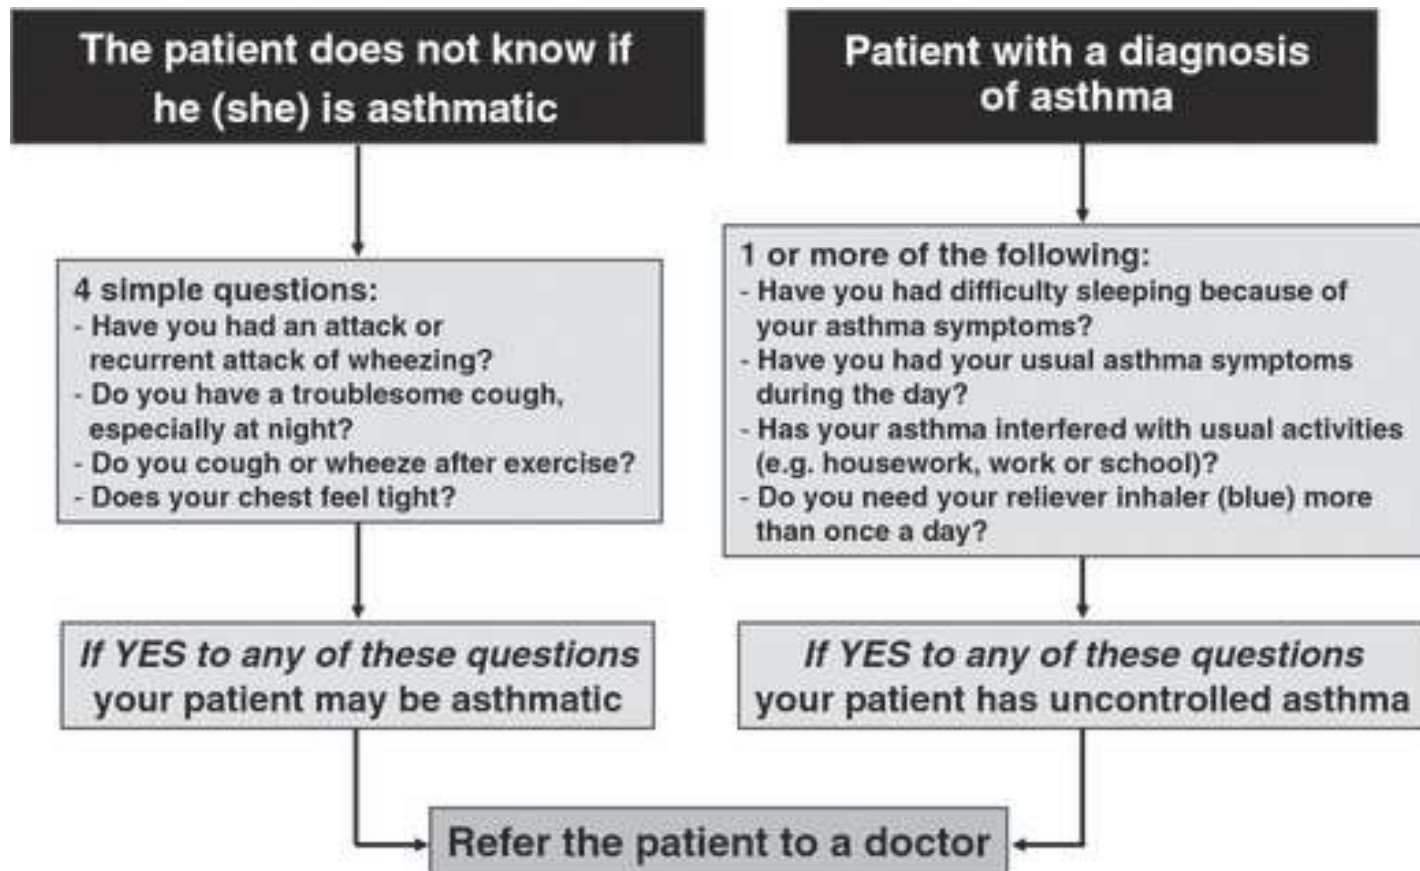 The patient does not know if
he (she) is asthmatic
4 simple questions:
- Have you had an attack or
recurrent attack of wheezing?
- Do you have a troublesome cough,
especially at night?
- Do you cough or wheeze after exercise?
- Does your chest feel tight?
If YES to any of these questions
your patient may be asthmatic
Patient with a diagnosis
of asthma
1 or more of the following:
- Have you had difficulty sleeping because of
your asthma symptoms?
- Have you had your usual asthma symptoms
during the day?
- Has your asthma interfered with usual activities
(e.g. housework, work or school)?
- Do you need your reliever inhaler (blue) more
than once a day?
If YES to any of these questions
your patient has uncontrolled asthma
Refer the patient to a doctor